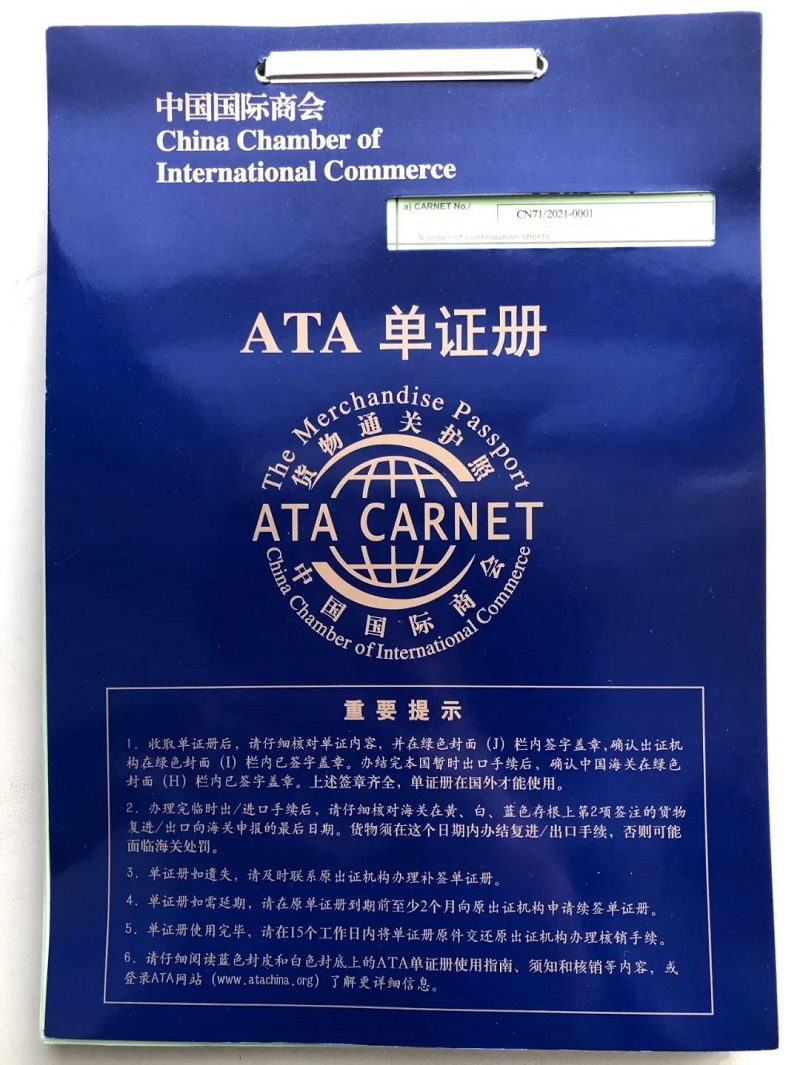 中国国际商会
China Chamber of
International Commerce
a) CARNET No./
CN71/2021-0001
Number of continuation sheets
ATA 单证册
The Merchandise Passport
货物通关护照
ATA CARNET
中国国际商会
China Chamber of International Commerce
重要提示
1. 收取单证册后，请仔细核对单证内容，并在绿色封面（J）栏内签字盖章，确认出证机
构在绿色封面（I）栏内已签字盖章。办结完本国暂时出口手续后，确认中国海关在绿色
封面（H）栏内已签字盖章。上述签章齐全，单证册在国外才能使用。
2. 办理完临时出/进口手续后，请仔细核对海关在黄、白、蓝色存根上第2项签注的货物
复进/出口向海关申报的最后日期。货物须在这个日期内办结复进/出口手续，否则可能
面临海关处罚。
3. 单证册如遗失，请及时联系原出证机构办理补签单证册。
4. 单证册如需延期，请在原单证册到期前至少2个月向原出证机构申请续签单证册。
5. 单证册使用完毕，请在15个工作日内将单证册原件交还原出证机构办理核销手续。
6. 请仔细阅读蓝色封皮和白色封底上的ATA单证册使用指南、须知和核销等内容，或
登录ATA网站（www.atachina.org）了解更详细信息。